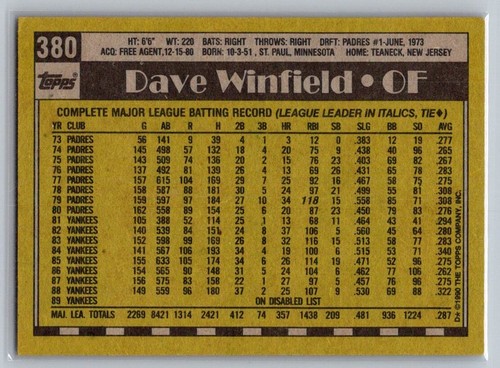 380
HT: 6'6" WT: 220 BATS: RIGHT THROWS: RIGHT DRFT: PADRES #1-JUNE, 1973
ACQ: FREE AGENT, 12-15-80 BORN: 10-3-51, ST. PAUL, MINNESOTA HOME: TEANECK, NEW JERSEY
Topps
Dave Winfield • OF
COMPLETE MAJOR LEAGUE BATTING RECORD (LEAGUE LEADER IN ITALICS, TIE♦)
YR CLUB G AB R H 2B 3B HR RBI SB SLG BB SO AVG
73 PADRES 56 141 9 39 4 1 3 12 0 .383 12 19 .277
74 PADRES 145 498 57 132 18 4 20 75 9 .438 40 96 .265
75 PADRES 143 509 74 136 20 2 15 76 23 .403 69 82 .267
76 PADRES 137 492 81 139 26 4 13 69 26 .431 65 78 .283
77 PADRES 157 615 104 169 29 7 25 92 16 .467 58 75 .275
78 PADRES 158 587 88 181 30 5 24 97 21 .499 55 81 .308
79 PADRES 159 597 97 184 27 10 34 118 15 .558 85 71 .308
80 PADRES 162 558 89 154 25 6 20 87 23 .450 79 83 .276
81 YANKEES 105 388 52 114 25 1 13 68 11 .464 43 41 .294
82 YANKEES 140 539 84 151 24 8 37 106 5 .560 45 64 .280
83 YANKEES 152 598 99 169 26 8 32 116 15 .513 58 77 .283
84 YANKEES 141 567 106 193 34 4 19 100 6 .515 53 71 .340
85 YANKEES 155 633 105 174 34 6 26 114 19 .471 52 96 .275
86 YANKEES 154 565 90 148 31 5 24 104 6 .462 77 106 .262
87 YANKEES 156 575 83 158 22 1 27 97 5 .457 76 96 .275
88 YANKEES 149 559 96 180 37 2 25 107 9 .530 69 88 .322
89 YANKEES ON DISABLED LIST
MAJ. LEA. TOTALS 2269 8421 1314 2421 412 74 357 1438 209 .481 936 1224 .287
D* ©1990 THE TOPPS COMPANY, INC.